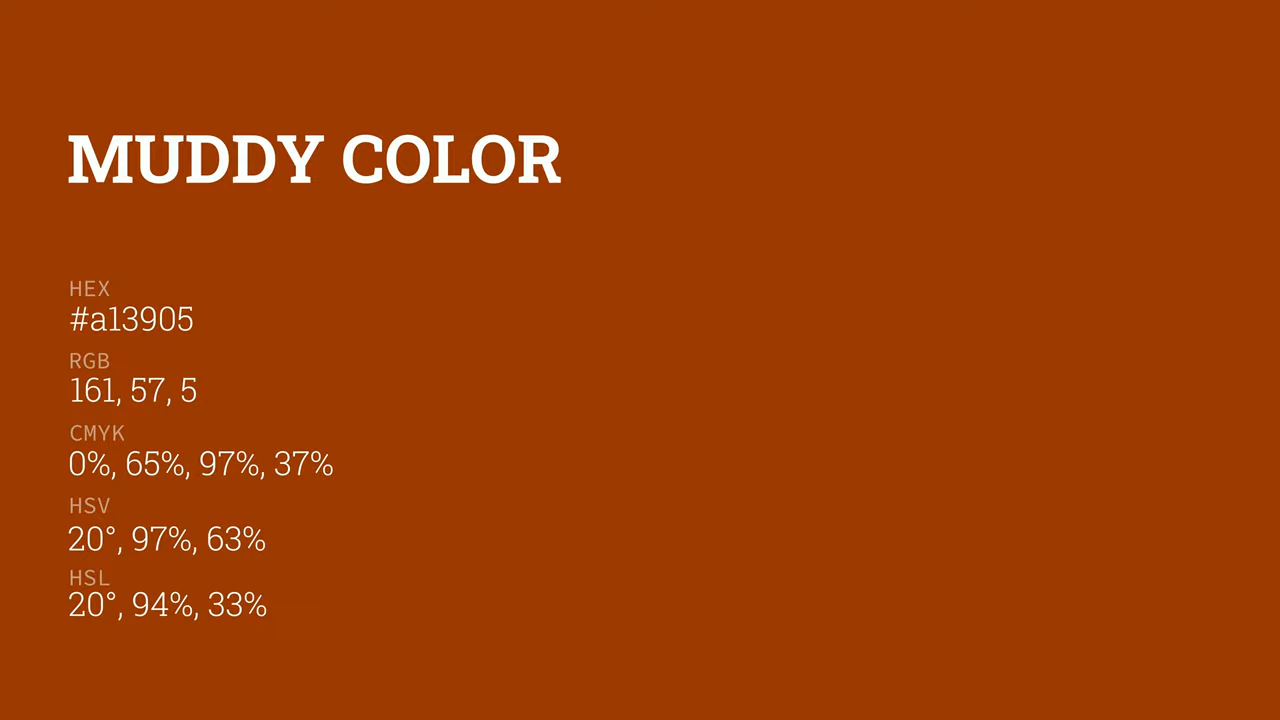 MUDDY COLOR
HEX
#a13905
RGB
161, 57, 5
CMYK
0%, 65%, 97%, 37%
HSV
20°, 97%, 63%
HSL
20°, 94%, 33%